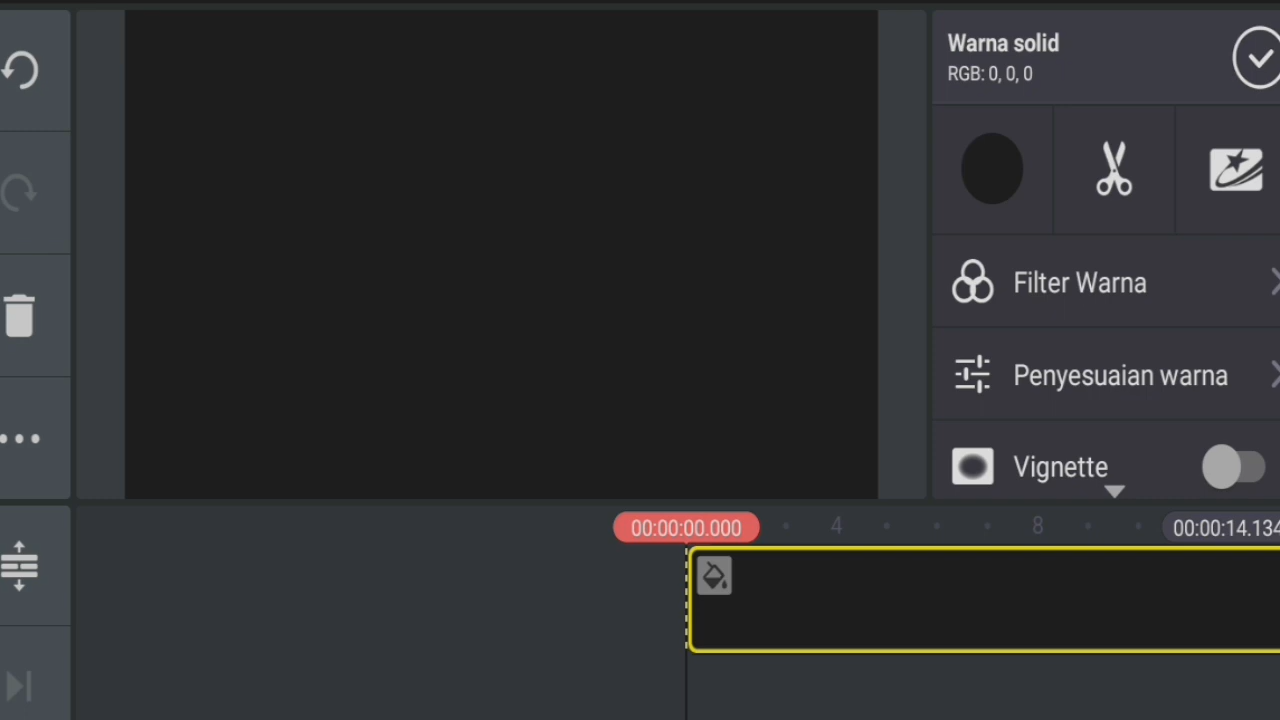 Warna solid
RGB: 0, 0, 0
Filter Warna
Penyesuaian warna
Vignette
00:00:00.000
4
8
00:00:14.134